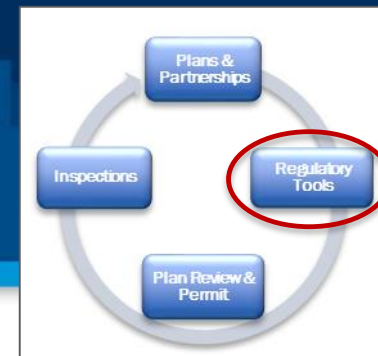 Plans &
Partnerships
Inspections
Regulatory
Tools
Plan Review &
Permit